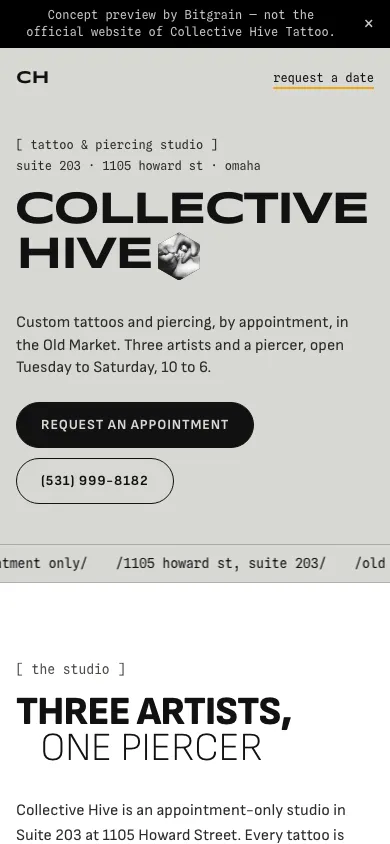 Concept preview by Bitgrain — not the
official website of Collective Hive Tattoo.
×
CH
request a date
[ tattoo & piercing studio ]
suite 203 · 1105 howard st · omaha
COLLECTIVE
HIVE
Custom tattoos and piercing, by appointment, in
the Old Market. Three artists and a piercer, open
Tuesday to Saturday, 10 to 6.
REQUEST AN APPOINTMENT
(531) 999-8182
ntment only/ /1105 howard st, suite 203/ /old
[ the studio ]
THREE ARTISTS,
ONE PIERCER
Collective Hive is an appointment-only studio in
Suite 203 at 1105 Howard Street. Every tattoo is